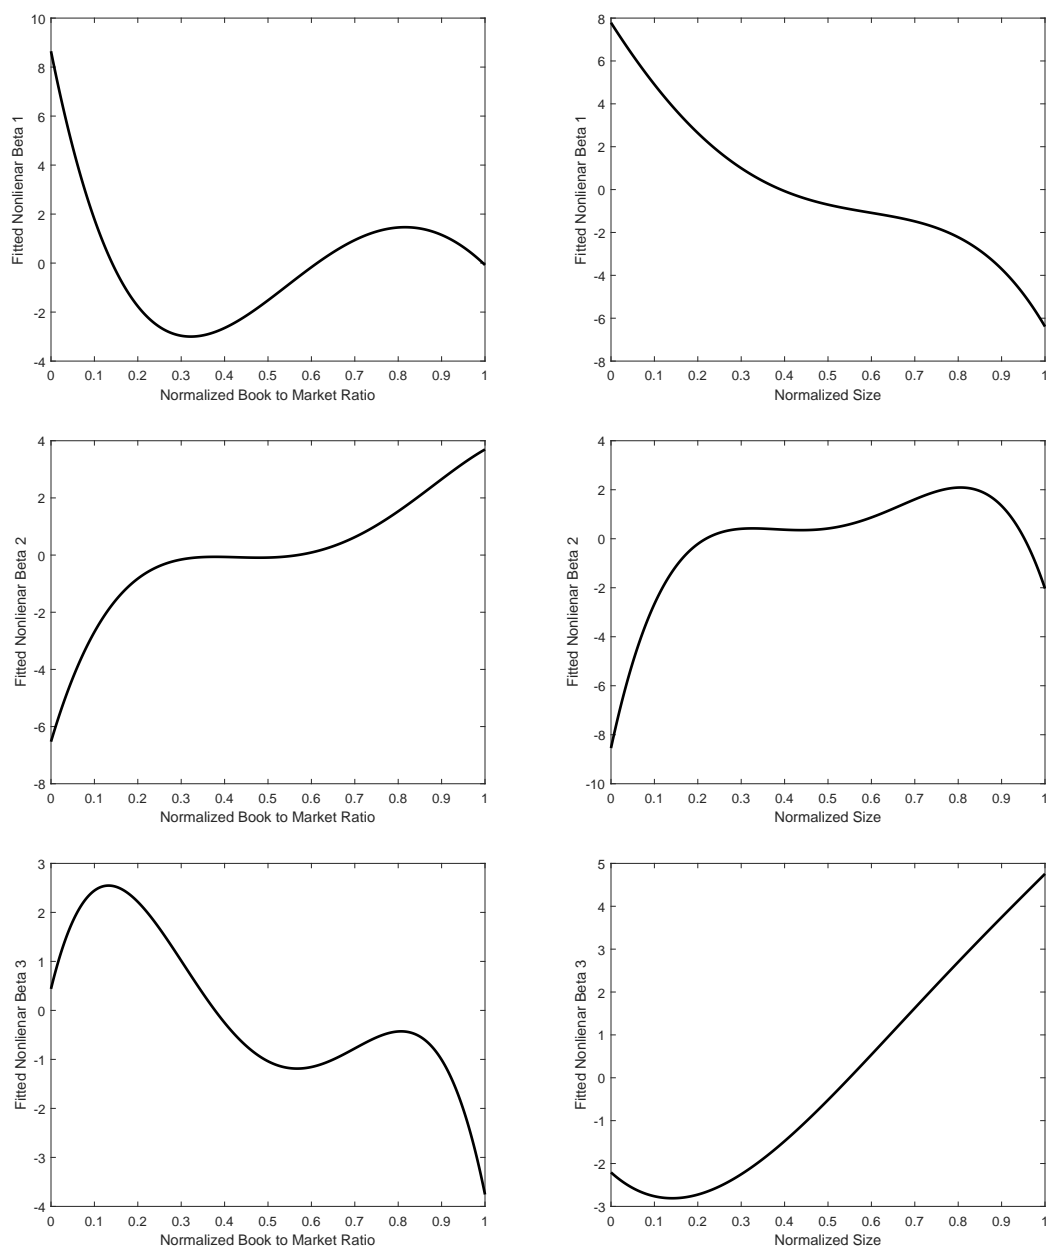 10
8
6
4
2
0
-2
-4
0 0.1 0.2 0.3 0.4 0.5 0.6 0.7 0.8 0.9 1
Normalized Book to Market Ratio
Fitted Nonlienar Beta 1
8
6
4
2
0
-2
-4
-6
-8
0 0.1 0.2 0.3 0.4 0.5 0.6 0.7 0.8 0.9 1
Normalized Size
Fitted Nonlienar Beta 1
4
2
0
-2
-4
-6
-8
0 0.1 0.2 0.3 0.4 0.5 0.6 0.7 0.8 0.9 1
Normalized Book to Market Ratio
Fitted Nonlienar Beta 2
4
2
0
-2
-4
-6
-8
-10
0 0.1 0.2 0.3 0.4 0.5 0.6 0.7 0.8 0.9 1
Normalized Size
Fitted Nonlienar Beta 2
3
2
1
0
-1
-2
-3
-4
0 0.1 0.2 0.3 0.4 0.5 0.6 0.7 0.8 0.9 1
Normalized Book to Market Ratio
Fitted Nonlienar Beta 3
5
4
3
2
1
0
-1
-2
-3
0 0.1 0.2 0.3 0.4 0.5 0.6 0.7 0.8 0.9 1
Normalized Size
Fitted Nonlienar Beta 3